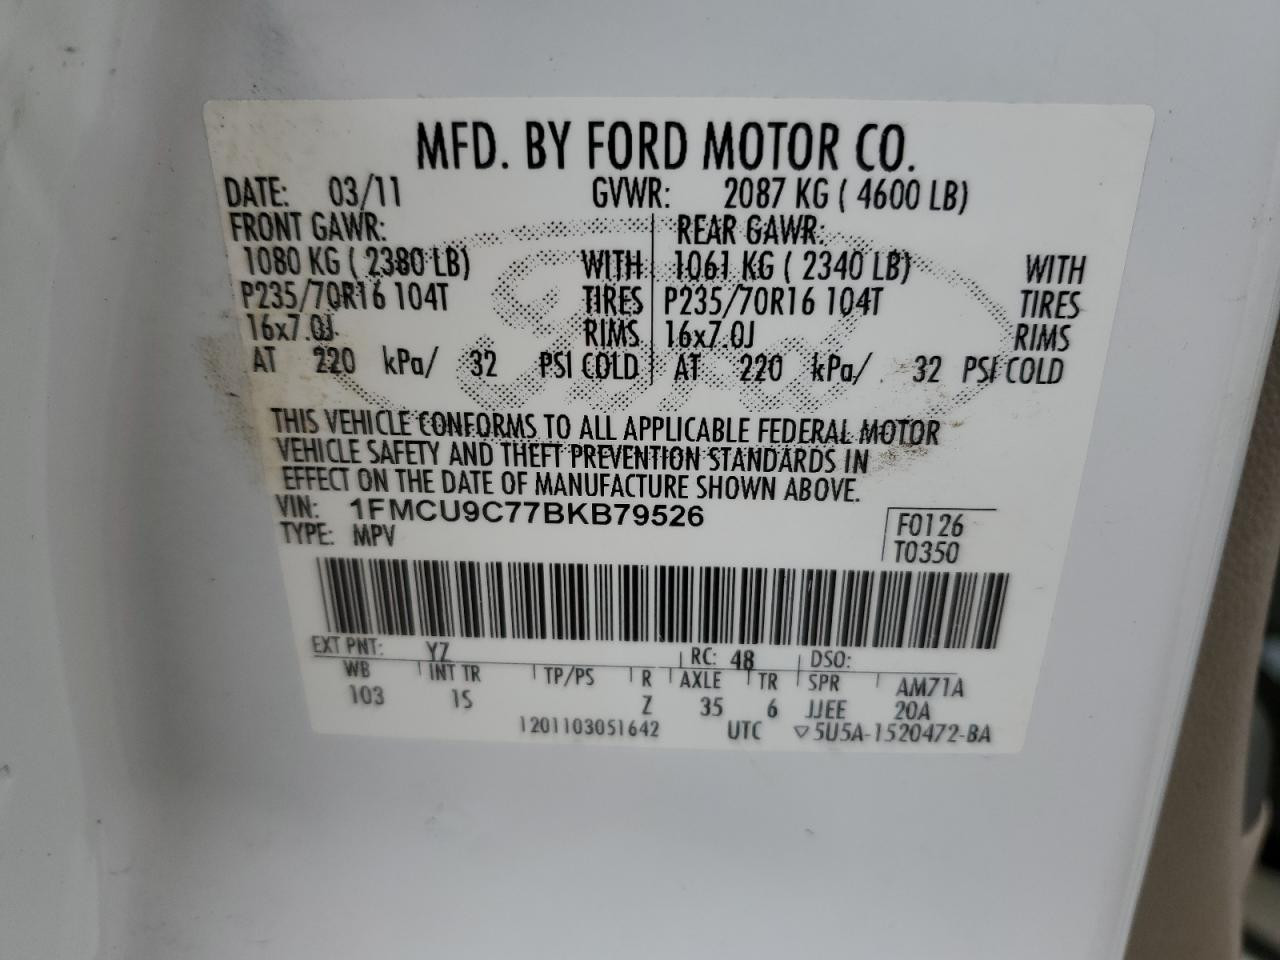 MFD. BY FORD MOTOR CO.
DATE: 03/11 GVWR: 2087 KG ( 4600 LB)
FRONT GAWR: REAR GAWR:
1080 KG ( 2380 LB) WITH 1061 KG ( 2340 LB) WITH
P235/70R16 104T TIRES P235/70R16 104T TIRES
16x7.0J RIMS 16x7.0J RIMS
AT 220 kPa/ 32 PSI COLD AT 220 kPa/ 32 PSI COLD
THIS VEHICLE CONFORMS TO ALL APPLICABLE FEDERAL MOTOR
VEHICLE SAFETY AND THEFT PREVENTION STANDARDS IN
EFFECT ON THE DATE OF MANUFACTURE SHOWN ABOVE.
VIN: 1FMCU9C77BKB79526
TYPE: MPV
F0126
T0350
EXT PNT: YZ RC: 48 DSO:
WB INT TR TP/PS R AXLE TR SPR AM71A
103 1S Z 35 6 JJEE 20A
1201103051642 UTC ▽5U5A-1520472-BA
Ford